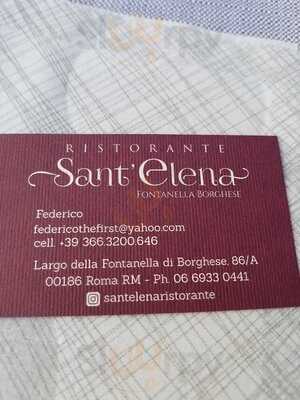 RISTORANTE
Sant'Elena
FONTANELLA BORGHESE
Federico
federicothefirst@yahoo.com
cell. +39 366.3200.646
Largo della Fontanella di Borghese, 86/A
00186 Roma RM - Ph. 06 6933 0441
santelenaristorante